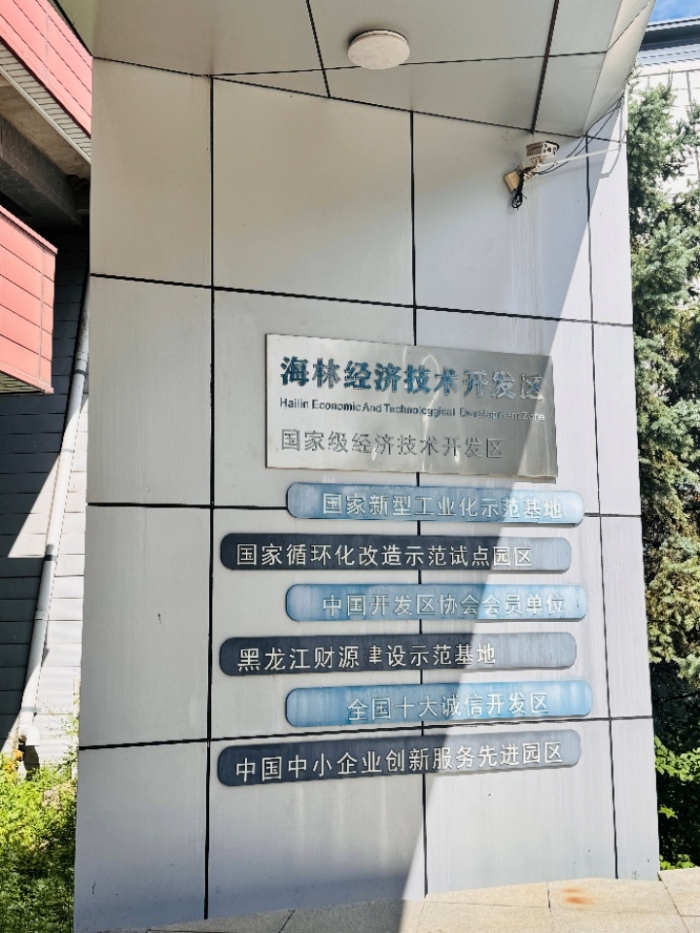 海林经济技术开发区
Hailin Economic And Technologgical Development Zone
国家级经济技术开发区
国家新型工业化示范基地
国家循环化改造示范试点园区
中国开发区协会会员单位
黑龙江财源 聿设示范基地
全国十大诚信开发区
中国中小企业创新服务先进园区